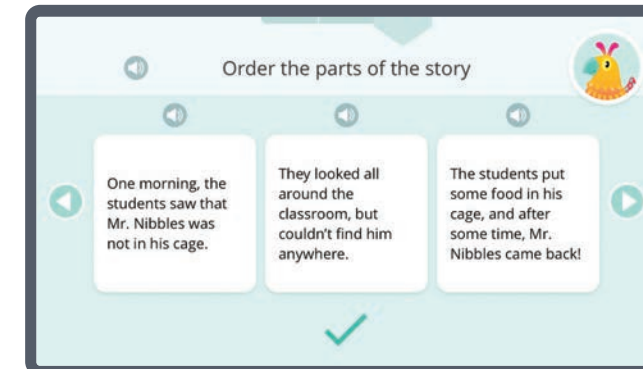 Order the parts of the story
One morning, the
students saw that
Mr. Nibbles was
not in his cage.
They looked all
around the
classroom, but
couldn't find him
anywhere.
The students put
some food in his
cage, and after
some time, Mr.
Nibbles came back!